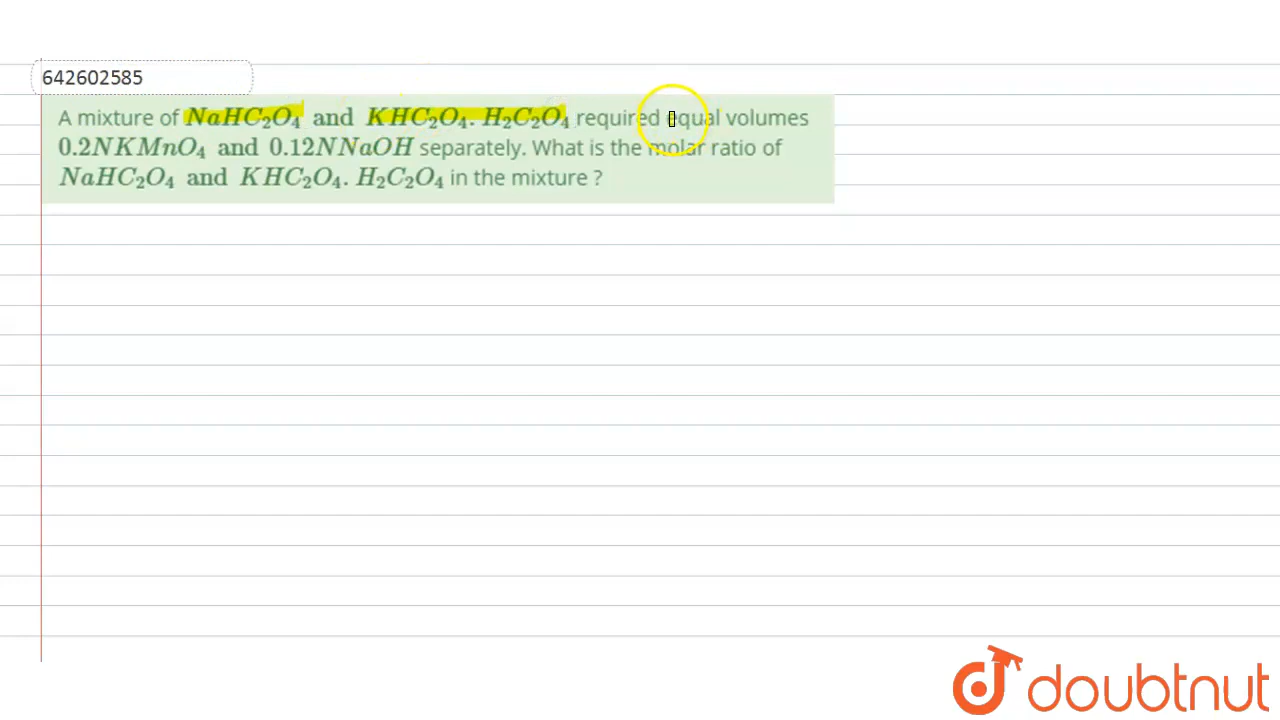 642602585
A mixture of NaHC₂O₄ and KHC₂O₄. H₂C₂O₄ required equal volumes
0.2NKMnO₄ and 0.12NNaOH separately. What is the molar ratio of
NaHC₂O₄ and KHC₂O₄. H₂C₂O₄ in the mixture ?
doubtnut